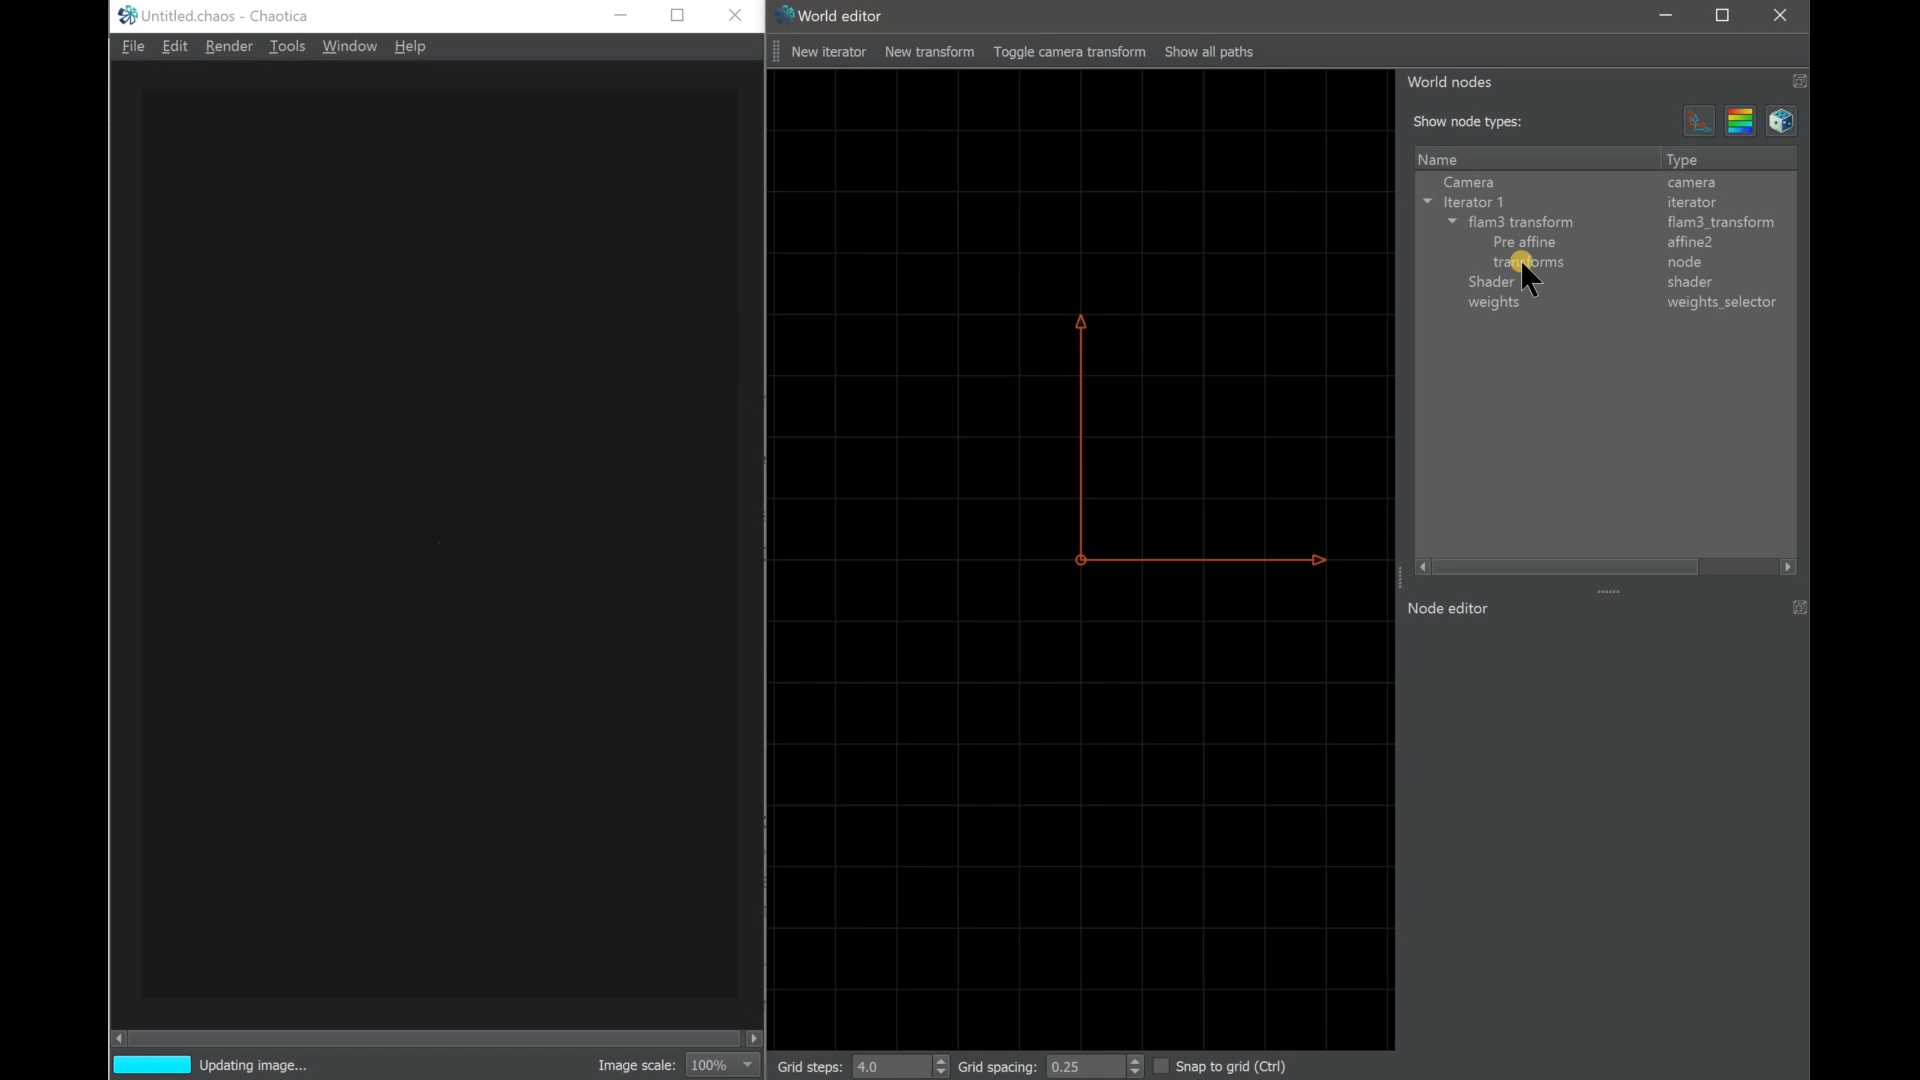 Untitled.chaos - Chaotica
File Edit Render Tools Window Help
World editor
New iterator New transform Toggle camera transform Show all paths
World nodes
Show node types:
Name Type
Camera camera
Iterator 1 iterator
flam3 transform flam3_transform
Pre affine affine2
transforms node
Shader shader
weights weights_selector
Node editor
Updating image... Image scale: 100%
Grid steps: 4.0 Grid spacing: 0.25 Snap to grid (Ctrl)